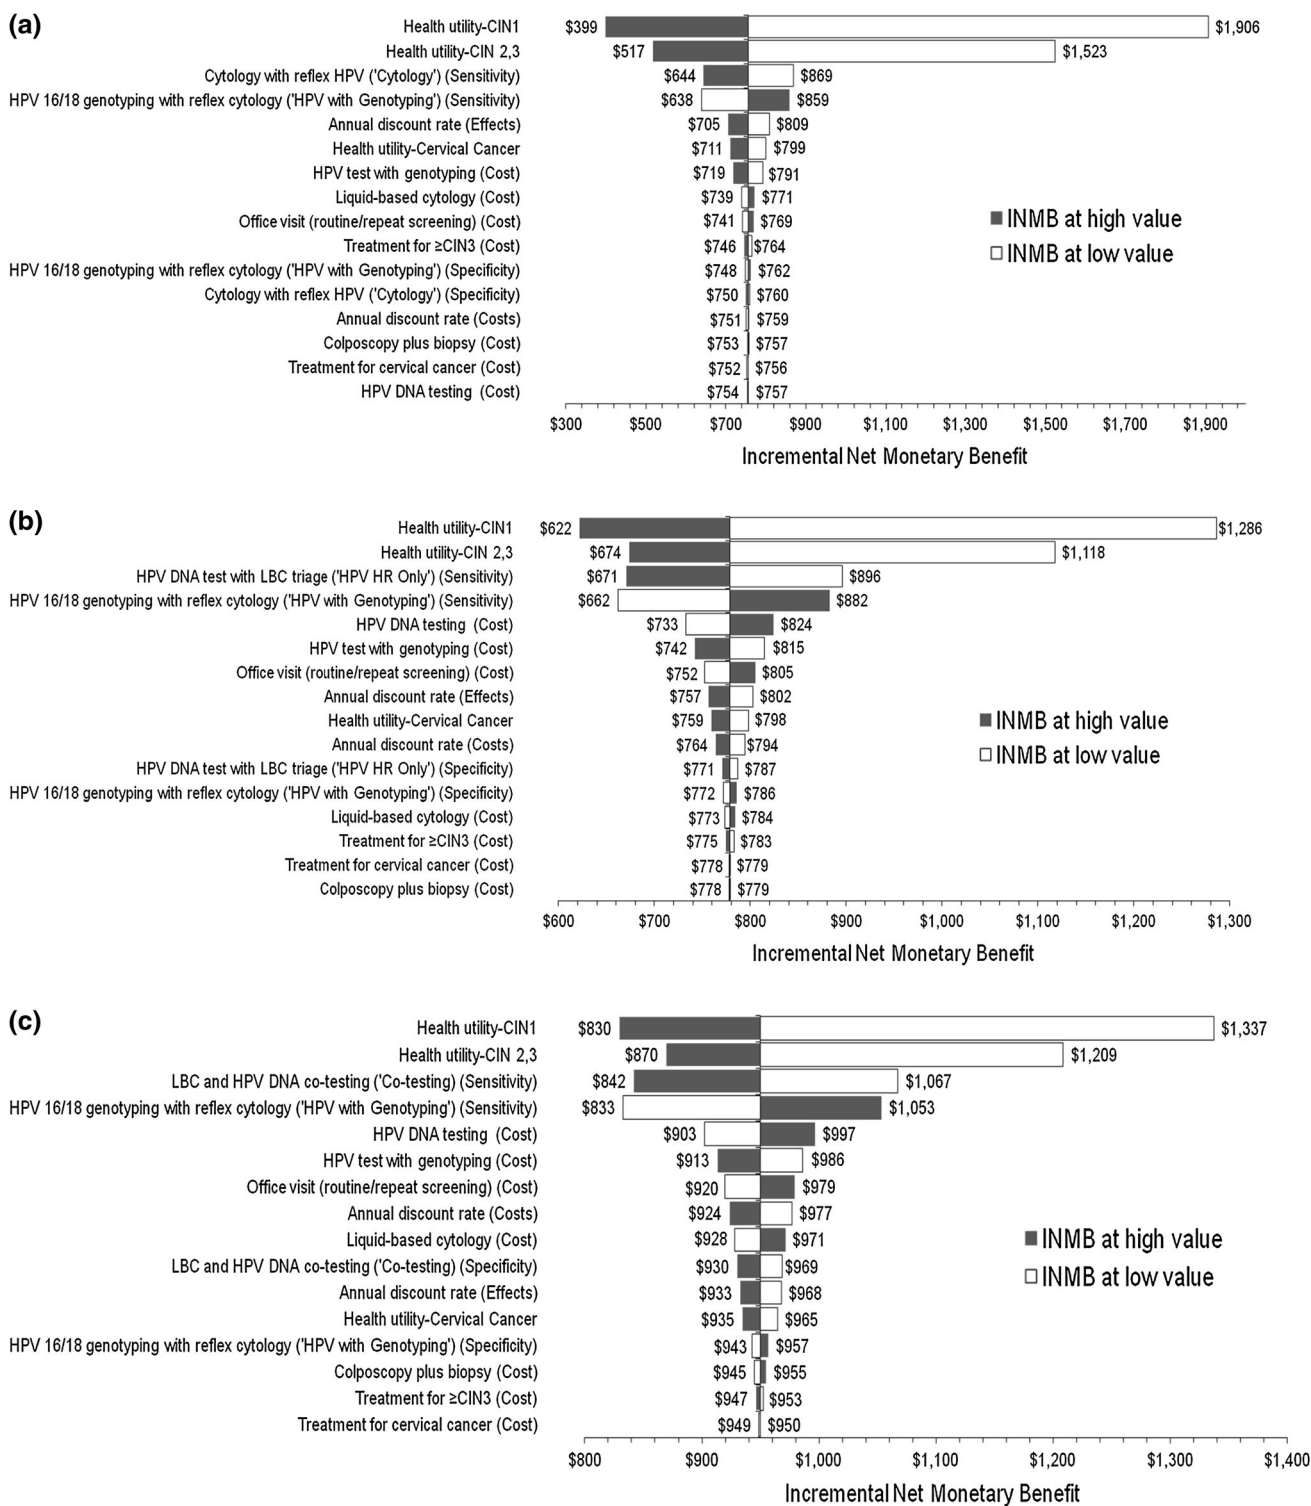 (a)
Health utility-CIN1 $399 $1,906
Health utility-CIN 2,3 $517 $1,523
Cytology with reflex HPV ('Cytology') (Sensitivity) $644 $869
HPV 16/18 genotyping with reflex cytology ('HPV with Genotyping') (Sensitivity) $638 $859
Annual discount rate (Effects) $705 $809
Health utility-Cervical Cancer $711 $799
HPV test with genotyping (Cost) $719 $791
Liquid-based cytology (Cost) $739 $771
Office visit (routine/repeat screening) (Cost) $741 $769
Treatment for ≥CIN3 (Cost) $746 $764
HPV 16/18 genotyping with reflex cytology ('HPV with Genotyping') (Specificity) $748 $762
Cytology with reflex HPV ('Cytology') (Specificity) $750 $760
Annual discount rate (Costs) $751 $759
Colposcopy plus biopsy (Cost) $753 $757
Treatment for cervical cancer (Cost) $752 $756
HPV DNA testing (Cost) $754 $757
INMB at high value
INMB at low value
$300 $500 $700 $900 $1,100 $1,300 $1,500 $1,700 $1,900
Incremental Net Monetary Benefit
(b)
Health utility-CIN1 $622 $1,286
Health utility-CIN 2,3 $674 $1,118
HPV DNA test with LBC triage ('HPV HR Only') (Sensitivity) $671 $896
HPV 16/18 genotyping with reflex cytology ('HPV with Genotyping') (Sensitivity) $662 $882
HPV DNA testing (Cost) $733 $824
HPV test with genotyping (Cost) $742 $815
Office visit (routine/repeat screening) (Cost) $752 $805
Annual discount rate (Effects) $757 $802
Health utility-Cervical Cancer $759 $798
Annual discount rate (Costs) $764 $794
HPV DNA test with LBC triage ('HPV HR Only') (Specificity) $771 $787
HPV 16/18 genotyping with reflex cytology ('HPV with Genotyping') (Specificity) $772 $786
Liquid-based cytology (Cost) $773 $784
Treatment for ≥CIN3 (Cost) $775 $783
Treatment for cervical cancer (Cost) $778 $779
Colposcopy plus biopsy (Cost) $778 $779
INMB at high value
INMB at low value
$600 $700 $800 $900 $1,000 $1,100 $1,200 $1,300
Incremental Net Monetary Benefit
(c)
Health utility-CIN1 $830 $1,337
Health utility-CIN 2,3 $870 $1,209
LBC and HPV DNA co-testing ('Co-testing) (Sensitivity) $842 $1,067
HPV 16/18 genotyping with reflex cytology ('HPV with Genotyping') (Sensitivity) $833 $1,053
HPV DNA testing (Cost) $903 $997
HPV test with genotyping (Cost) $913 $986
Office visit (routine/repeat screening) (Cost) $920 $979
Annual discount rate (Costs) $924 $977
Liquid-based cytology (Cost) $928 $971
LBC and HPV DNA co-testing ('Co-testing) (Specificity) $930 $969
Annual discount rate (Effects) $933 $968
Health utility-Cervical Cancer $935 $965
HPV 16/18 genotyping with reflex cytology ('HPV with Genotyping') (Specificity) $943 $957
Colposcopy plus biopsy (Cost) $945 $955
Treatment for ≥CIN3 (Cost) $947 $953
Treatment for cervical cancer (Cost) $949 $950
INMB at high value
INMB at low value
$800 $900 $1,000 $1,100 $1,200 $1,300 $1,400
Incremental Net Monetary Benefit